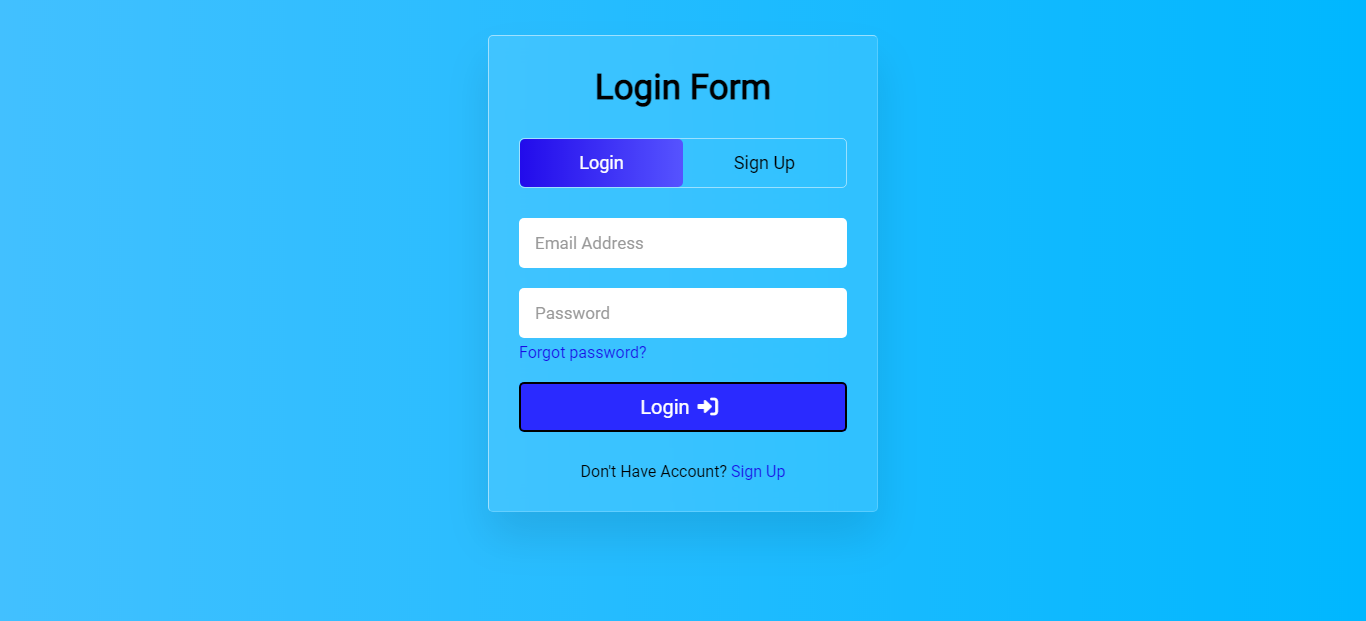 Login Form
Login Sign Up
Email Address
Password
Forgot password?
Login
Don't Have Account? Sign Up